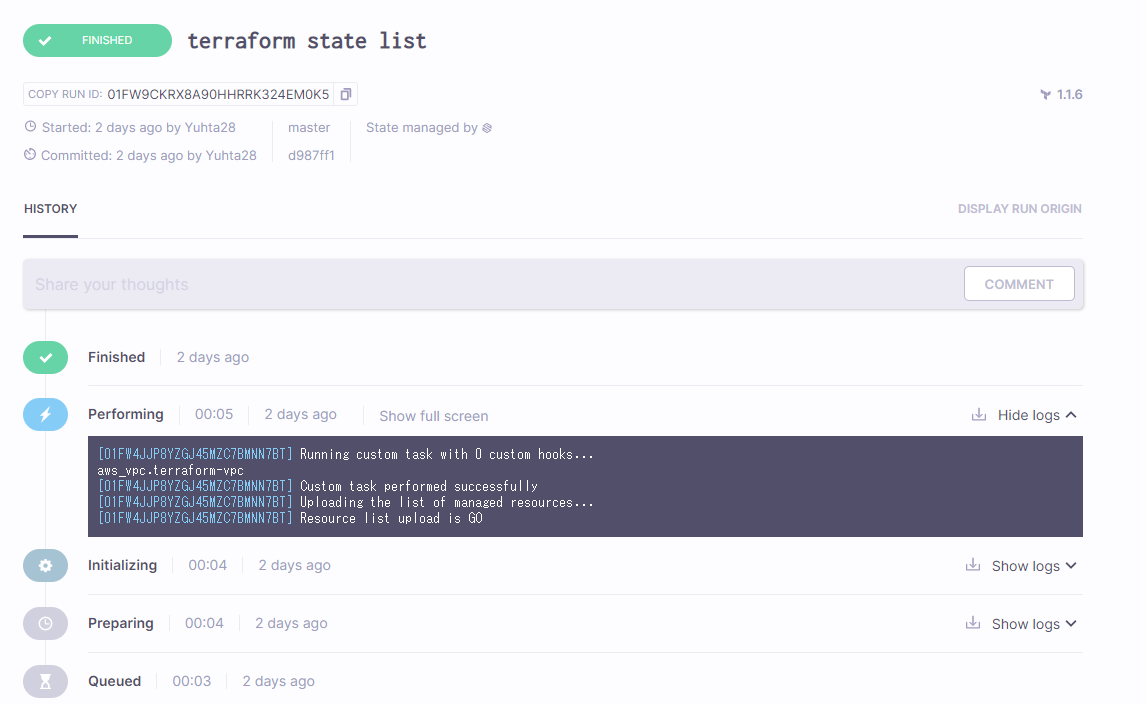 FINISHED terraform state list
COPY RUN ID: 01FW9CKRX8A90HHRRK324EM0K5
1.1.6
Started: 2 days ago by Yuhta28 master State managed by
Committed: 2 days ago by Yuhta28 d987ff1
HISTORY DISPLAY RUN ORIGIN
Share your thoughts COMMENT
Finished 2 days ago
Performing 00:05 2 days ago Show full screen Hide logs
[01FW4JJP8YZGJ45MZC7BMNN7BT] Running custom task with 0 custom hooks...
aws_vpc.terraform-vpc
[01FW4JJP8YZGJ45MZC7BMNN7BT] Custom task performed successfully
[01FW4JJP8YZGJ45MZC7BMNN7BT] Uploading the list of managed resources...
[01FW4JJP8YZGJ45MZC7BMNN7BT] Resource list upload is GO
Initializing 00:04 2 days ago Show logs
Preparing 00:04 2 days ago Show logs
Queued 00:03 2 days ago